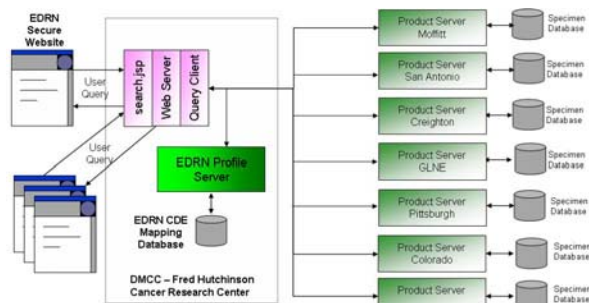 EDRN
Secure
Website
User
Query
User
Query
search.jsp
Web Server
Query Client
EDRN Profile
Server
EDRN CDE
Mapping
Database
DMCC – Fred Hutchinson
Cancer Research Center
Product Server
Moffitt
Specimen
Database
Product Server
San Antonio
Specimen
Database
Product Server
Creighton
Specimen
Database
Product Server
GLNE
Specimen
Database
Product Server
Pittsburgh
Specimen
Database
Product Server
Colorado
Specimen
Database
Product Server
Specimen
Database